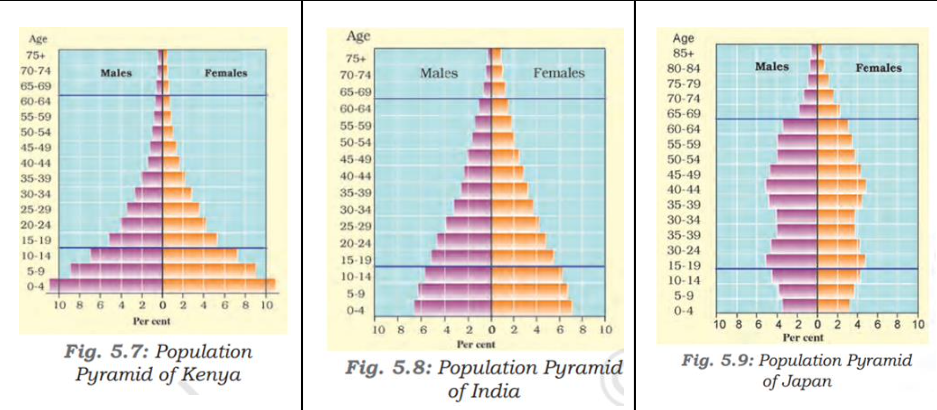 Age
75+
Males Females
70-74
65-69
60-64
55-59
50-54
45-49
40-44
35-39
30-34
25-29
20-24
15-19
10-14
5-9
0-4
10 8 6 4 2 0 2 4 6 8 10
Per cent
Fig. 5.7: Population
Pyramid of Kenya
Age
75+
Males Females
70-74
65-69
60-64
55-59
50-54
45-49
40-44
35-39
30-34
25-29
20-24
15-19
10-14
5-9
0-4
10 8 6 4 2 0 2 4 6 8 10
Per cent
Fig. 5.8: Population Pyramid
of India
Age
85+
Males Females
80-84
75-79
70-74
65-69
60-64
55-59
50-54
45-49
40-44
35-39
30-34
35-39
30-24
15-19
10-14
5-9
0-4
10 8 6 4 2 0 2 4 6 8 10
Per cent
Fig. 5.9: Population Pyramid
of Japan